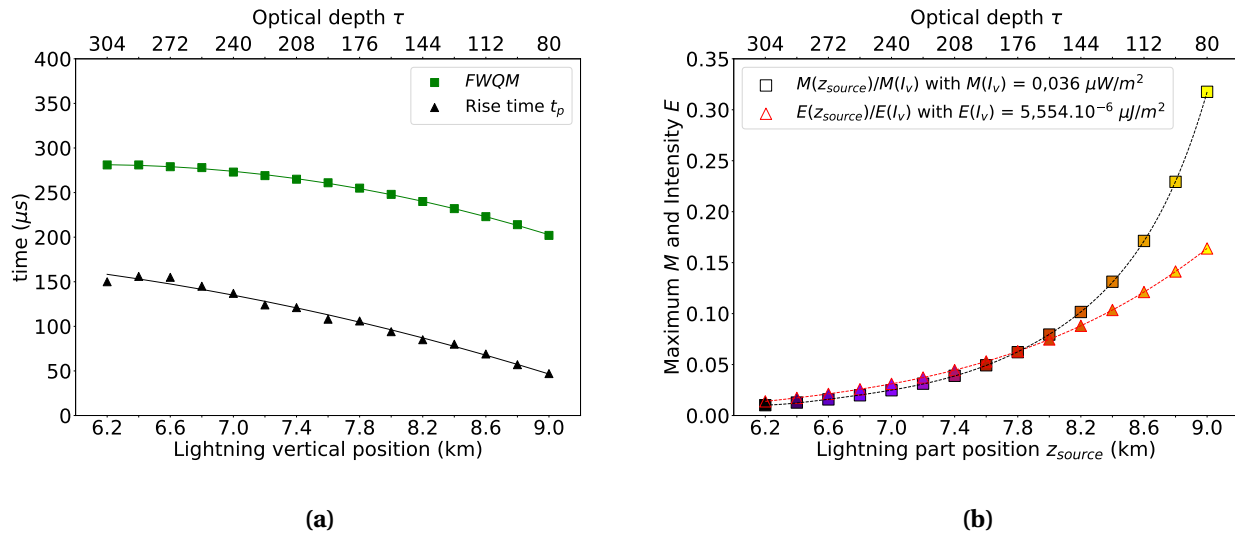 Optical depth τ
304 272 240 208 176 144 112 80
400
350
300
250
200
150
100
50
0
time (μs)
FWQM
Rise time t_p
6.2 6.6 7.0 7.4 7.8 8.2 8.6 9.0
Lightning vertical position (km)
(a)
Optical depth τ
304 272 240 208 176 144 112 80
0.35
0.30
0.25
0.20
0.15
0.10
0.05
0.00
Maximum M and Intensity E
M(z_source)/M(I_v) with M(I_v) = 0,036 μW/m²
E(z_source)/E(I_v) with E(I_v) = 5,554.10⁻⁶ μJ/m²
6.2 6.6 7.0 7.4 7.8 8.2 8.6 9.0
Lightning part position z_source (km)
(b)